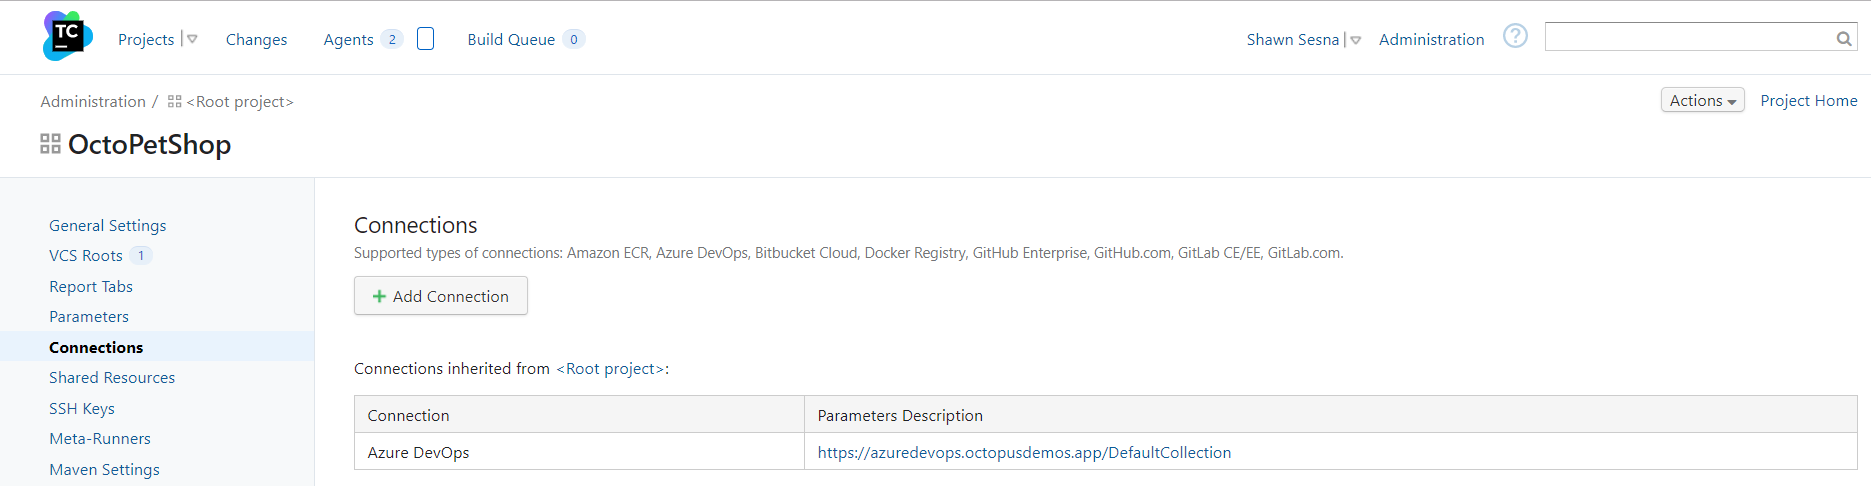 TC
Projects
Changes
Agents 2
Build Queue 0
Shawn Sesna
Administration
?
Administration / <Root project>
Actions
Project Home
OctoPetShop
General Settings
VCS Roots 1
Report Tabs
Parameters
Connections
Shared Resources
SSH Keys
Meta-Runners
Maven Settings
Connections
Supported types of connections: Amazon ECR, Azure DevOps, Bitbucket Cloud, Docker Registry, GitHub Enterprise, GitHub.com, GitLab CE/EE, GitLab.com.
+ Add Connection
Connections inherited from <Root project>:
Connection Parameters Description
Azure DevOps https://azuredevops.octopusdemos.app/DefaultCollection